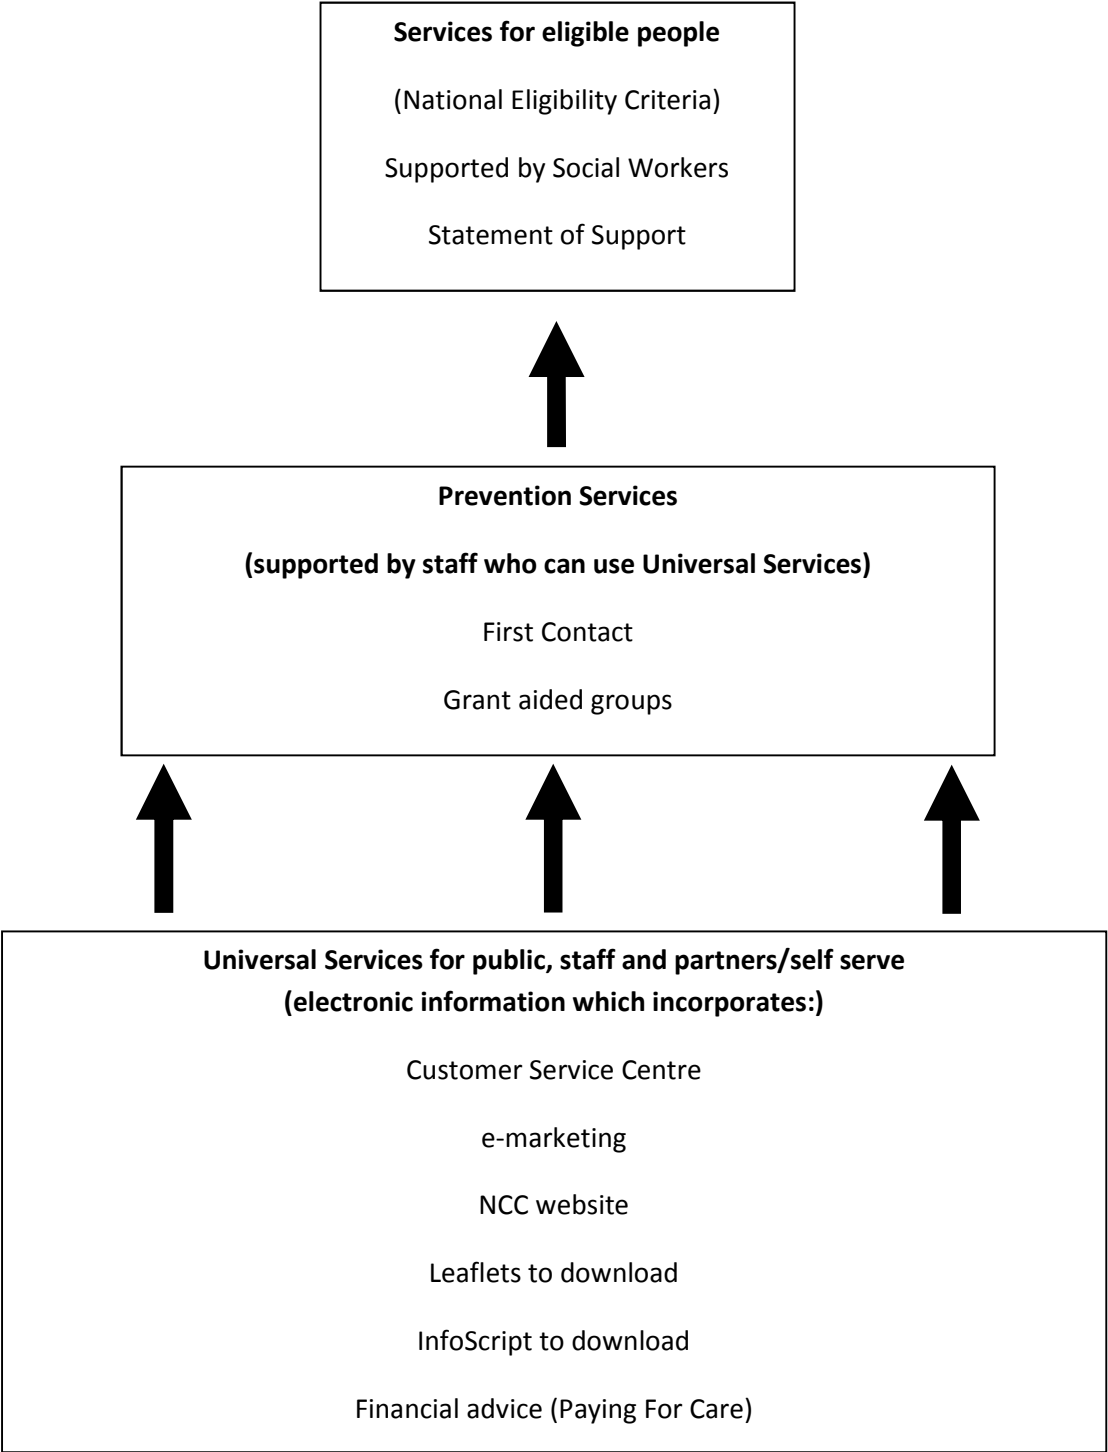 Services for eligible people
(National Eligibility Criteria)
Supported by Social Workers
Statement of Support
Prevention Services
(supported by staff who can use Universal Services)
First Contact
Grant aided groups
Universal Services for public, staff and partners/self serve
(electronic information which incorporates:)
Customer Service Centre
e-marketing
NCC website
Leaflets to download
InfoScript to download
Financial advice (Paying For Care)